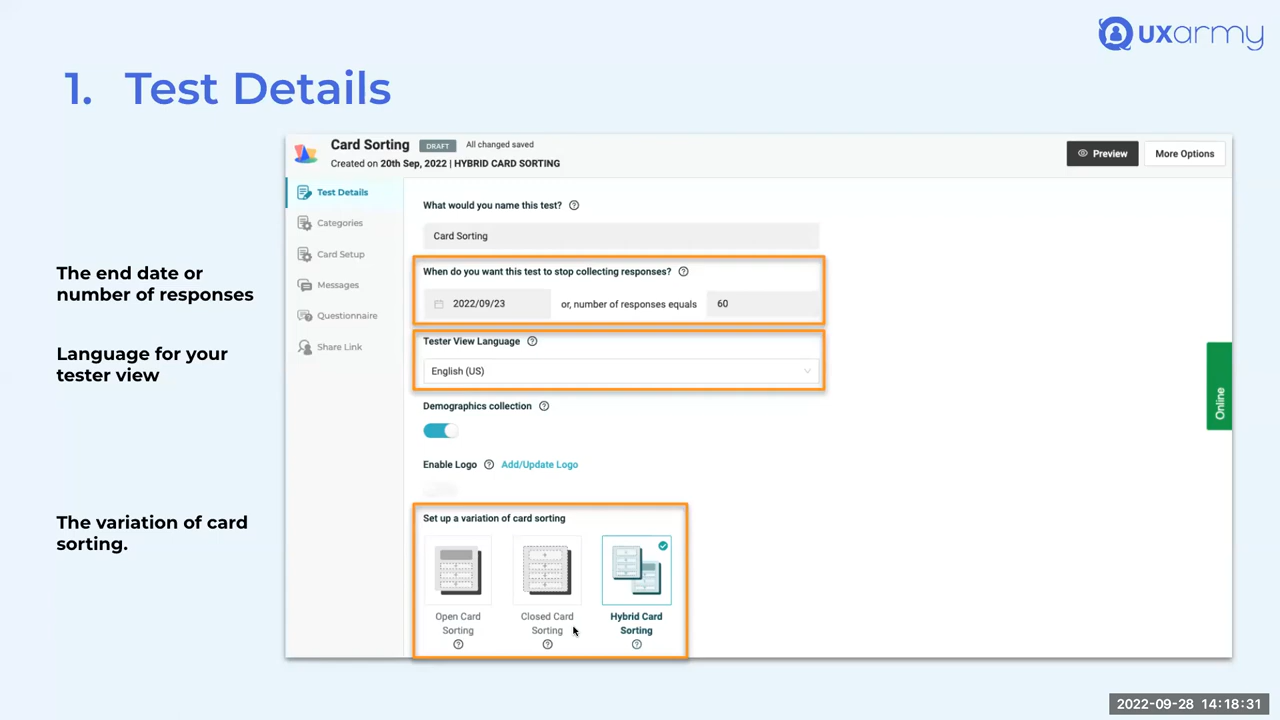 UXarmy
1. Test Details
Card Sorting DRAFT All changed saved
Created on 20th Sep, 2022 | HYBRID CARD SORTING
Preview
More Options
Test Details
Categories
Card Setup
Messages
Questionnaire
Share Link
The end date or
number of responses
Language for your
tester view
The variation of card
sorting.
What would you name this test?
Card Sorting
When do you want this test to stop collecting responses?
2022/09/23 or, number of responses equals 60
Tester View Language
English (US)
Demographics collection
Enable Logo Add/Update Logo
Set up a variation of card sorting
Open Card
Sorting
Closed Card
Sorting
Hybrid Card
Sorting
Online
2022-09-28 14:18:31